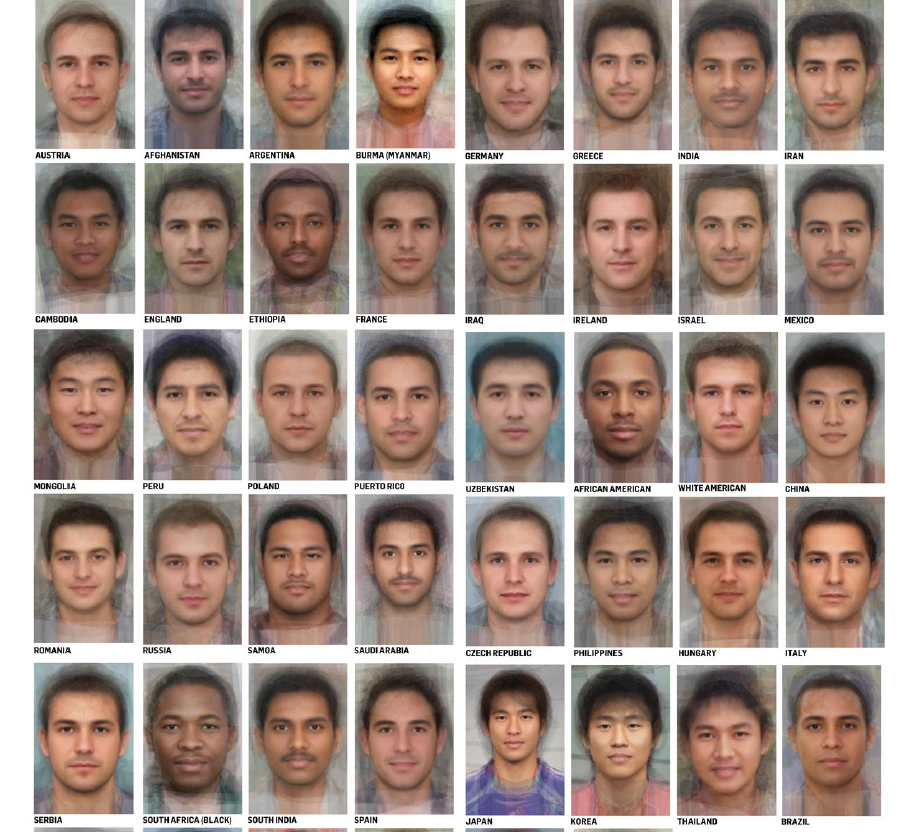 AUSTRIA AFGHANISTAN ARGENTINA BURMA (MYANMAR) GERMANY GREECE INDIA IRAN
CAMBODIA ENGLAND ETHIOPIA FRANCE IRAQ IRELAND ISRAEL MEXICO
MONGOLIA PERU POLAND PUERTO RICO UZBEKISTAN AFRICAN AMERICAN WHITE AMERICAN CHINA
ROMANIA RUSSIA SAMOA SAUDI ARABIA CZECH REPUBLIC PHILIPPINES HUNGARY ITALY
SERBIA SOUTH AFRICA (BLACK) SOUTH INDIA SPAIN JAPAN KOREA THAILAND BRAZIL